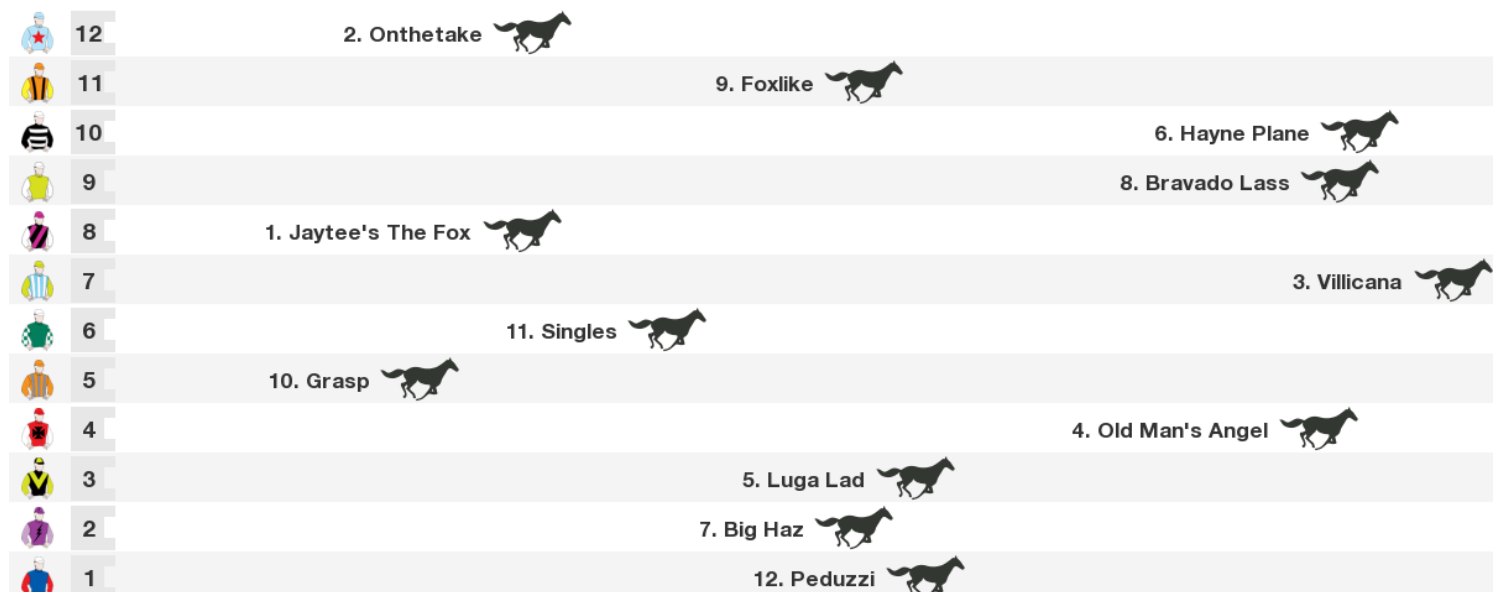 12 2. Onthetake
11 9. Foxlike
10 6. Hayne Plane
9 8. Bravado Lass
8 1. Jaytee's The Fox
7 3. Villicana
6 11. Singles
5 10. Grasp
4 4. Old Man's Angel
3 5. Luga Lad
2 7. Big Haz
1 12. Peduzzi